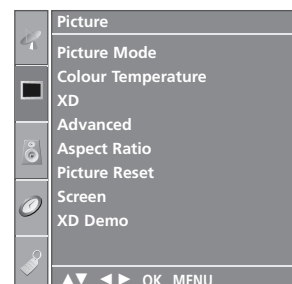 Picture
Picture Mode
Colour Temperature
XD
Advanced
Aspect Ratio
Picture Reset
Screen
XD Demo
▲▼ ◄► OK MENU